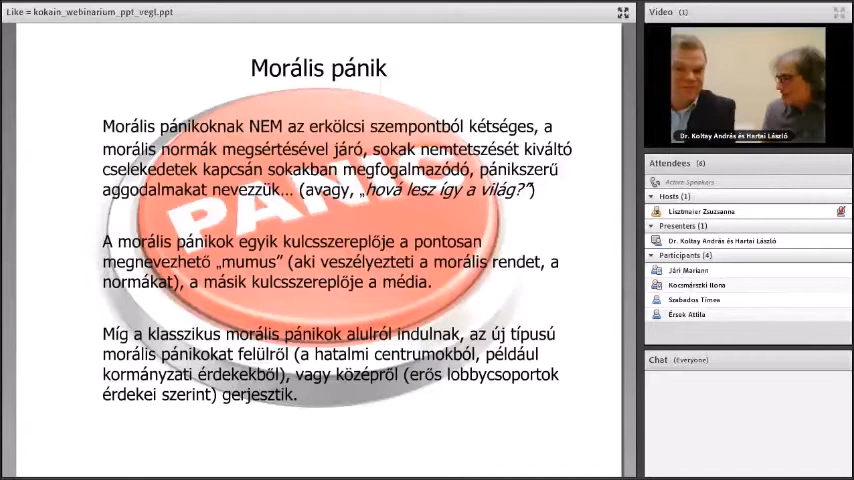 Like = kokain_webinarium_ppt_vegl.ppt
Morális pánik
Morális pánikoknak NEM az erkölcsi szempontból kétséges, a
morális normák megsértésével járó, sokak nemtetszését kiváltó
cselekedetek kapcsán sokakban megfogalmazódó, pánikszerű
aggodalmakat nevezzük… (avagy, „hová lesz így a világ?”)
PANIC
A morális pánikok egyik kulcsszereplője a pontosan
megnevezhető „mumus” (aki veszélyezteti a morális rendet, a
normákat), a másik kulcsszereplője a média.
Míg a klasszikus morális pánikok alulról indulnak, az új típusú
morális pánikokat felülről (a hatalmi centrumokból, például
kormányzati érdekekből), vagy középről (erős lobbycsoportok
érdekei szerint) gerjesztik.
Video (1)
Dr. Koltay András és Hartai László
Attendees (6)
Active Speakers
Hosts (1)
Lisztmaier Zsuzsanna
Presenters (1)
Dr. Koltay András és Hartai László
Participants (4)
Jári Mariann
Kocsmárszki Ilona
Szabados Tímea
Érsek Attila
Chat (Everyone)